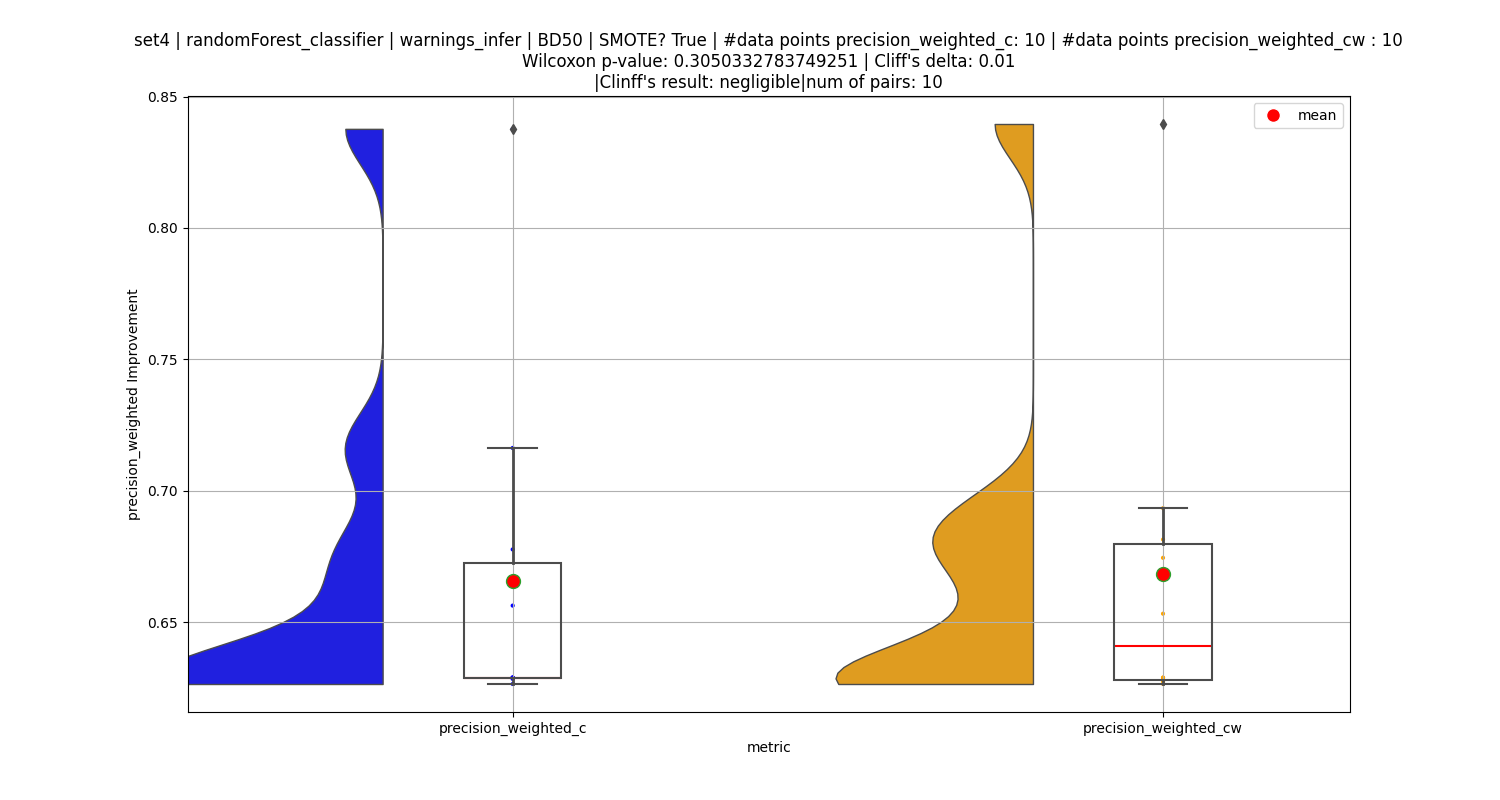 set4 | randomForest_classifier | warnings_infer | BD50 | SMOTE? True | #data points precision_weighted_c: 10 | #data points precision_weighted_cw : 10
Wilcoxon p-value: 0.3050332783749251 | Cliff's delta: 0.01
|Clinff's result: negligible|num of pairs: 10
mean
0.85
0.80
0.75
0.70
0.65
precision_weighted Improvement
precision_weighted_c
precision_weighted_cw
metric